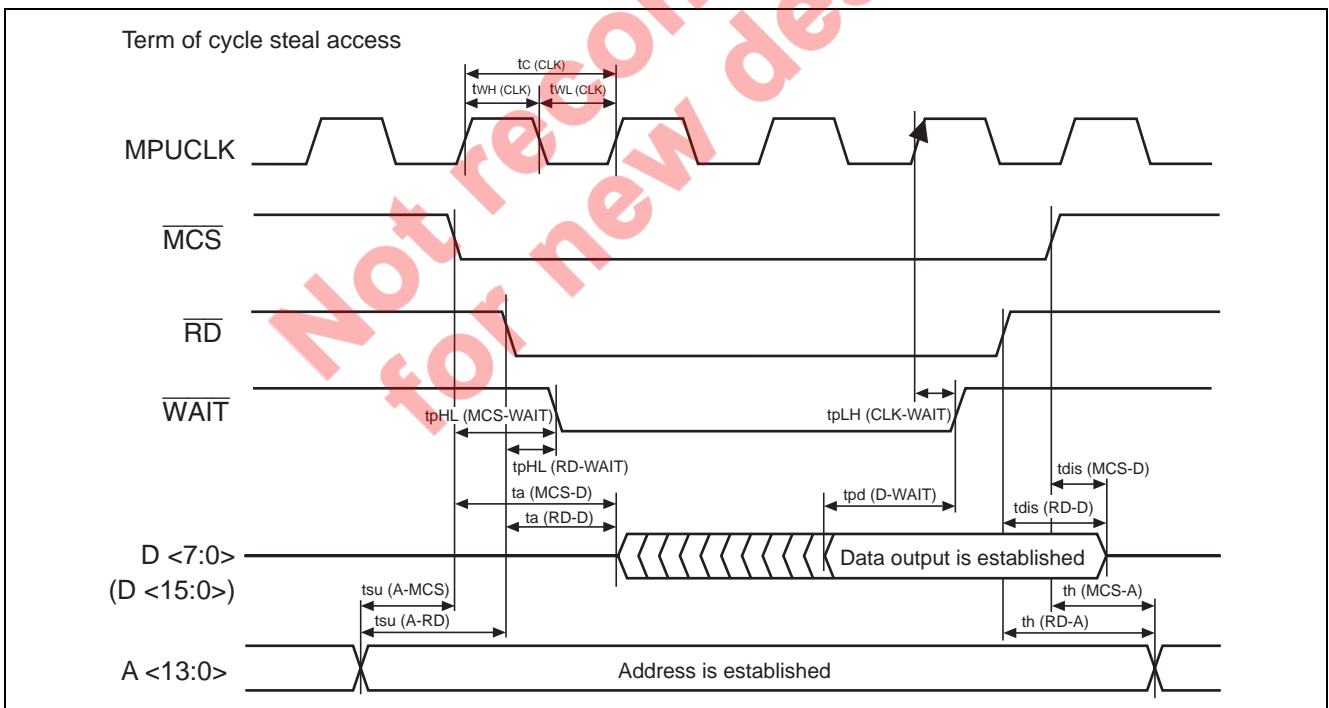 Term of cycle steal access
tC (CLK)
tWH (CLK) tWL (CLK)
MPUCLK
MCS
RD
WAIT
tpHL (MCS-WAIT)
tpLH (CLK-WAIT)
tpHL (RD-WAIT)
ta (MCS-D)
tpd (D-WAIT)
tdis (MCS-D)
ta (RD-D)
tdis (RD-D)
D <7:0>
Data output is established
(D <15:0>)
tsu (A-MCS)
th (MCS-A)
tsu (A-RD)
th (RD-A)
A <13:0>
Address is established
Not recom
for new des